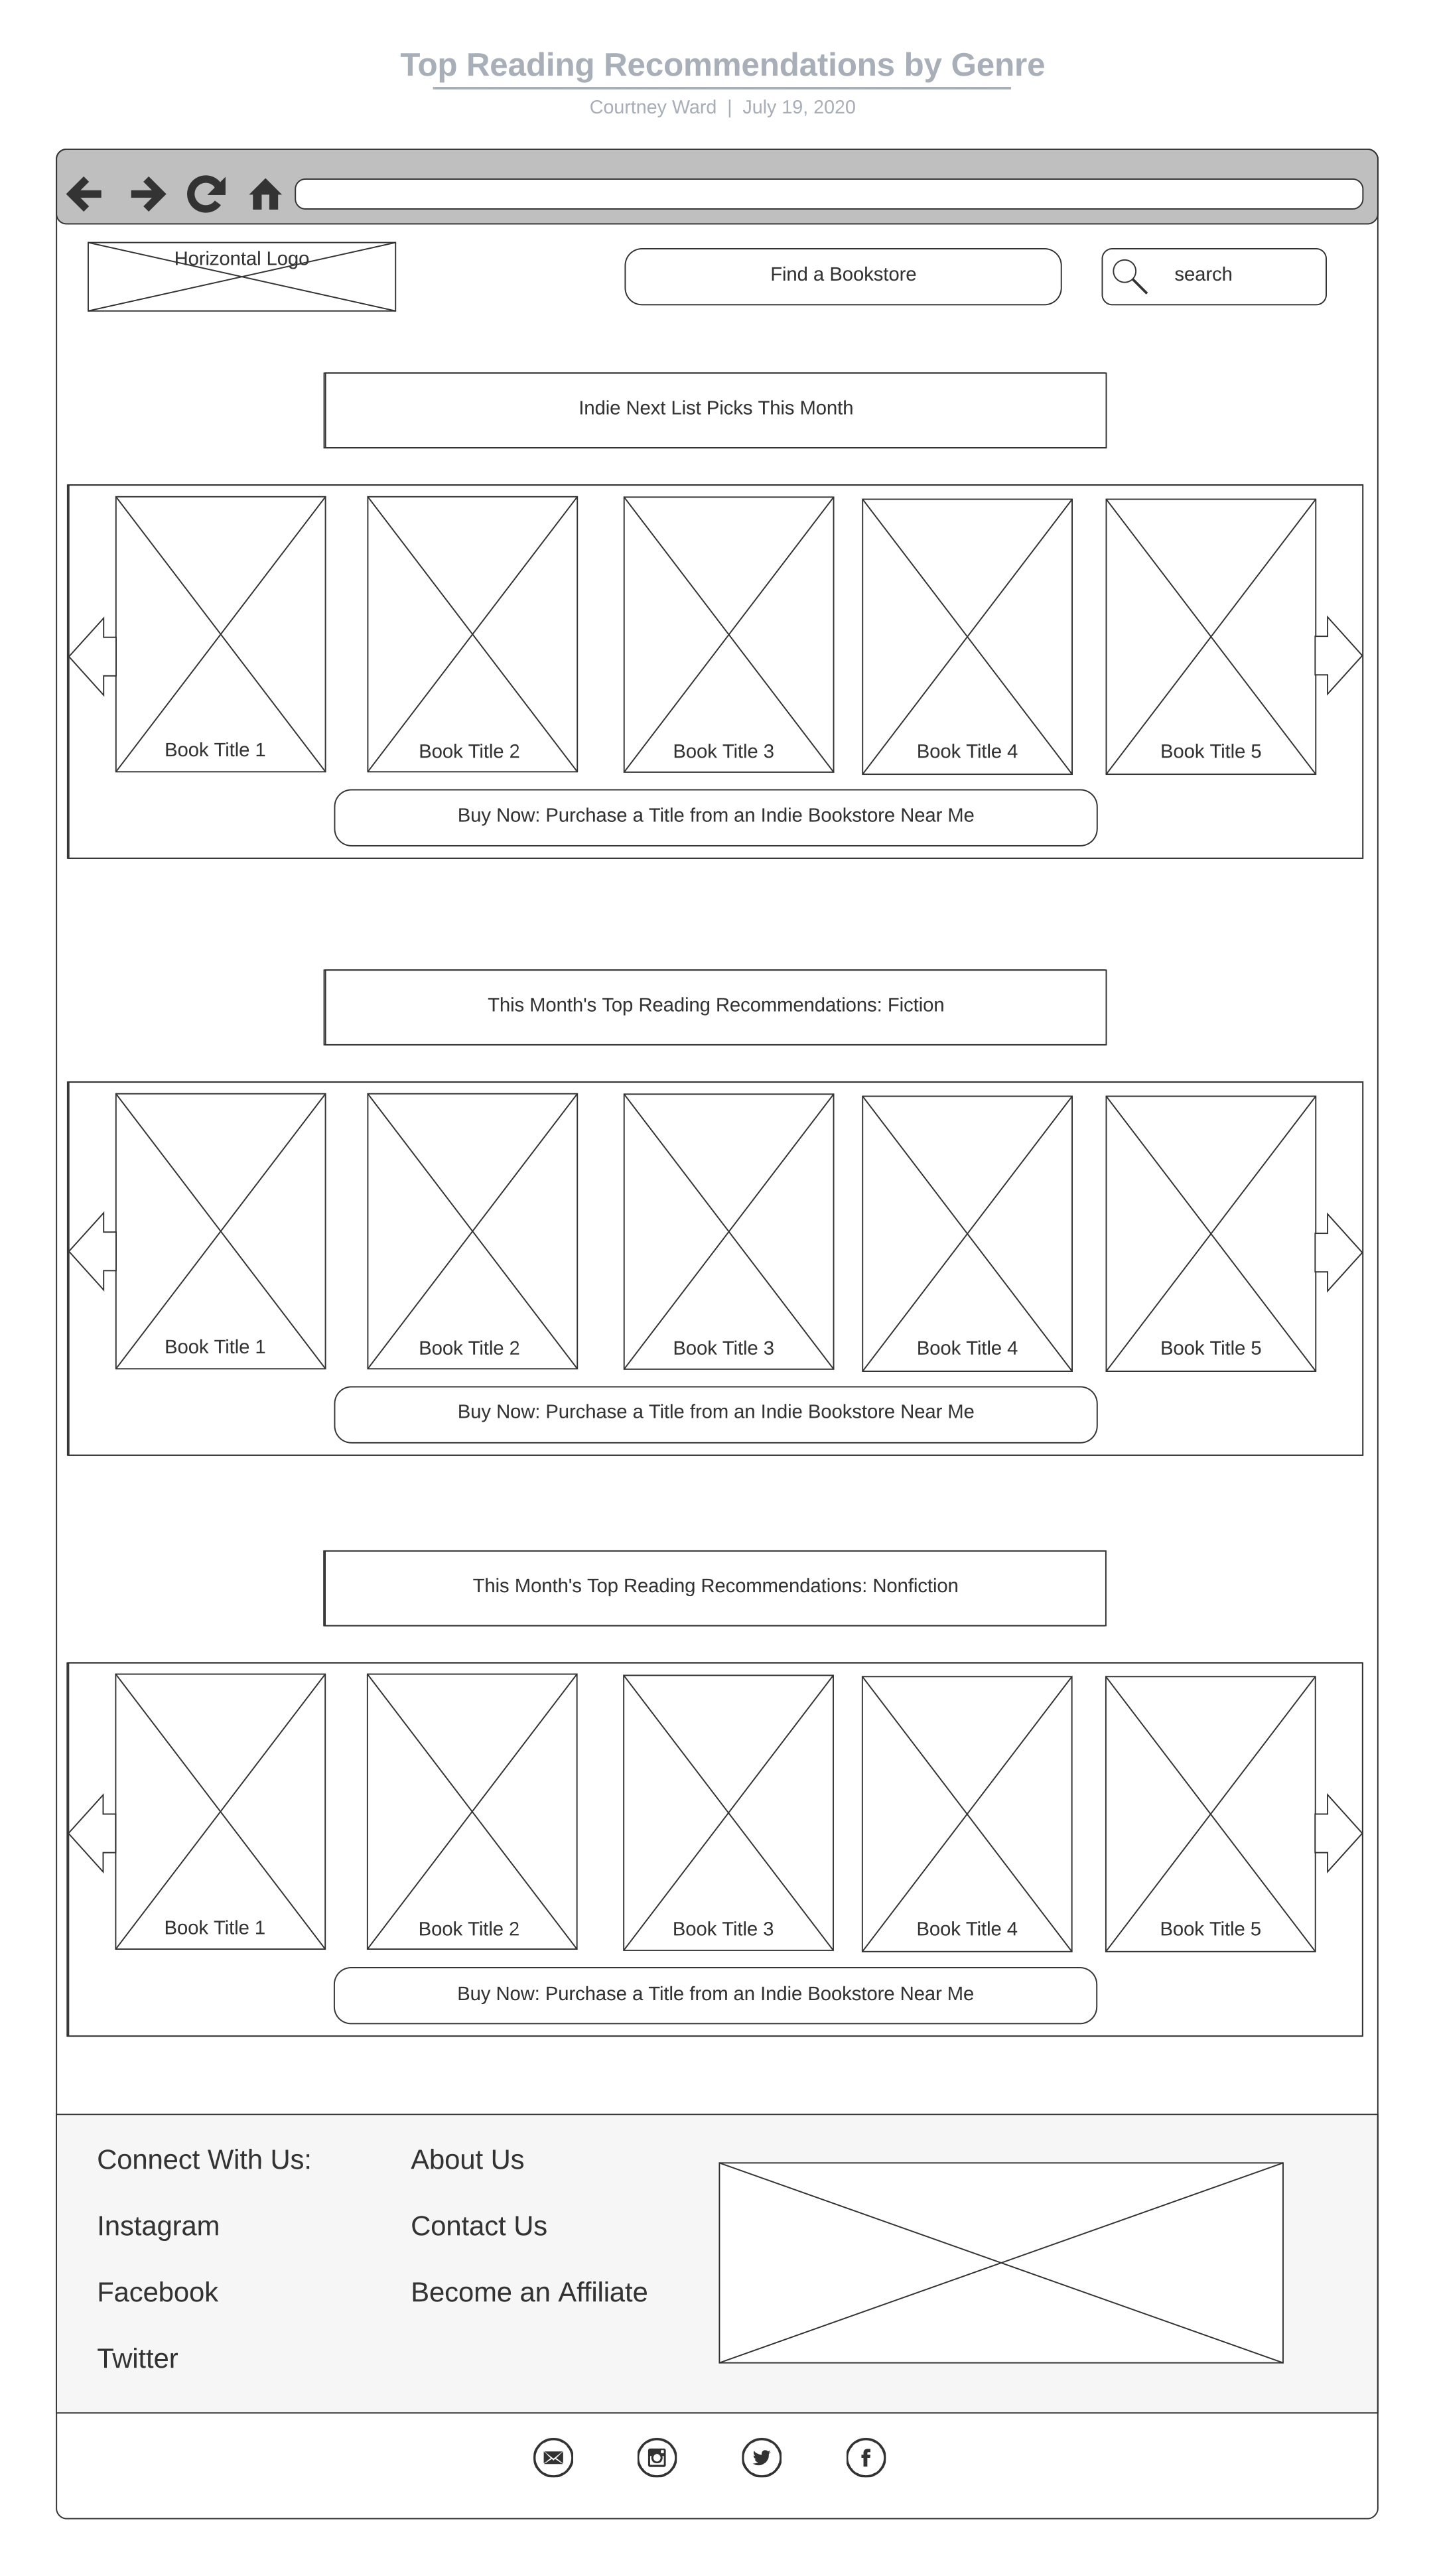 Top Reading Recommendations by Genre
Courtney Ward | July 19, 2020
Horizontal Logo
Find a Bookstore
search
Indie Next List Picks This Month
Book Title 1
Book Title 2
Book Title 3
Book Title 4
Book Title 5
Buy Now: Purchase a Title from an Indie Bookstore Near Me
This Month's Top Reading Recommendations: Fiction
Book Title 1
Book Title 2
Book Title 3
Book Title 4
Book Title 5
Buy Now: Purchase a Title from an Indie Bookstore Near Me
This Month's Top Reading Recommendations: Nonfiction
Book Title 1
Book Title 2
Book Title 3
Book Title 4
Book Title 5
Buy Now: Purchase a Title from an Indie Bookstore Near Me
Connect With Us:
Instagram
Facebook
Twitter
About Us
Contact Us
Become an Affiliate